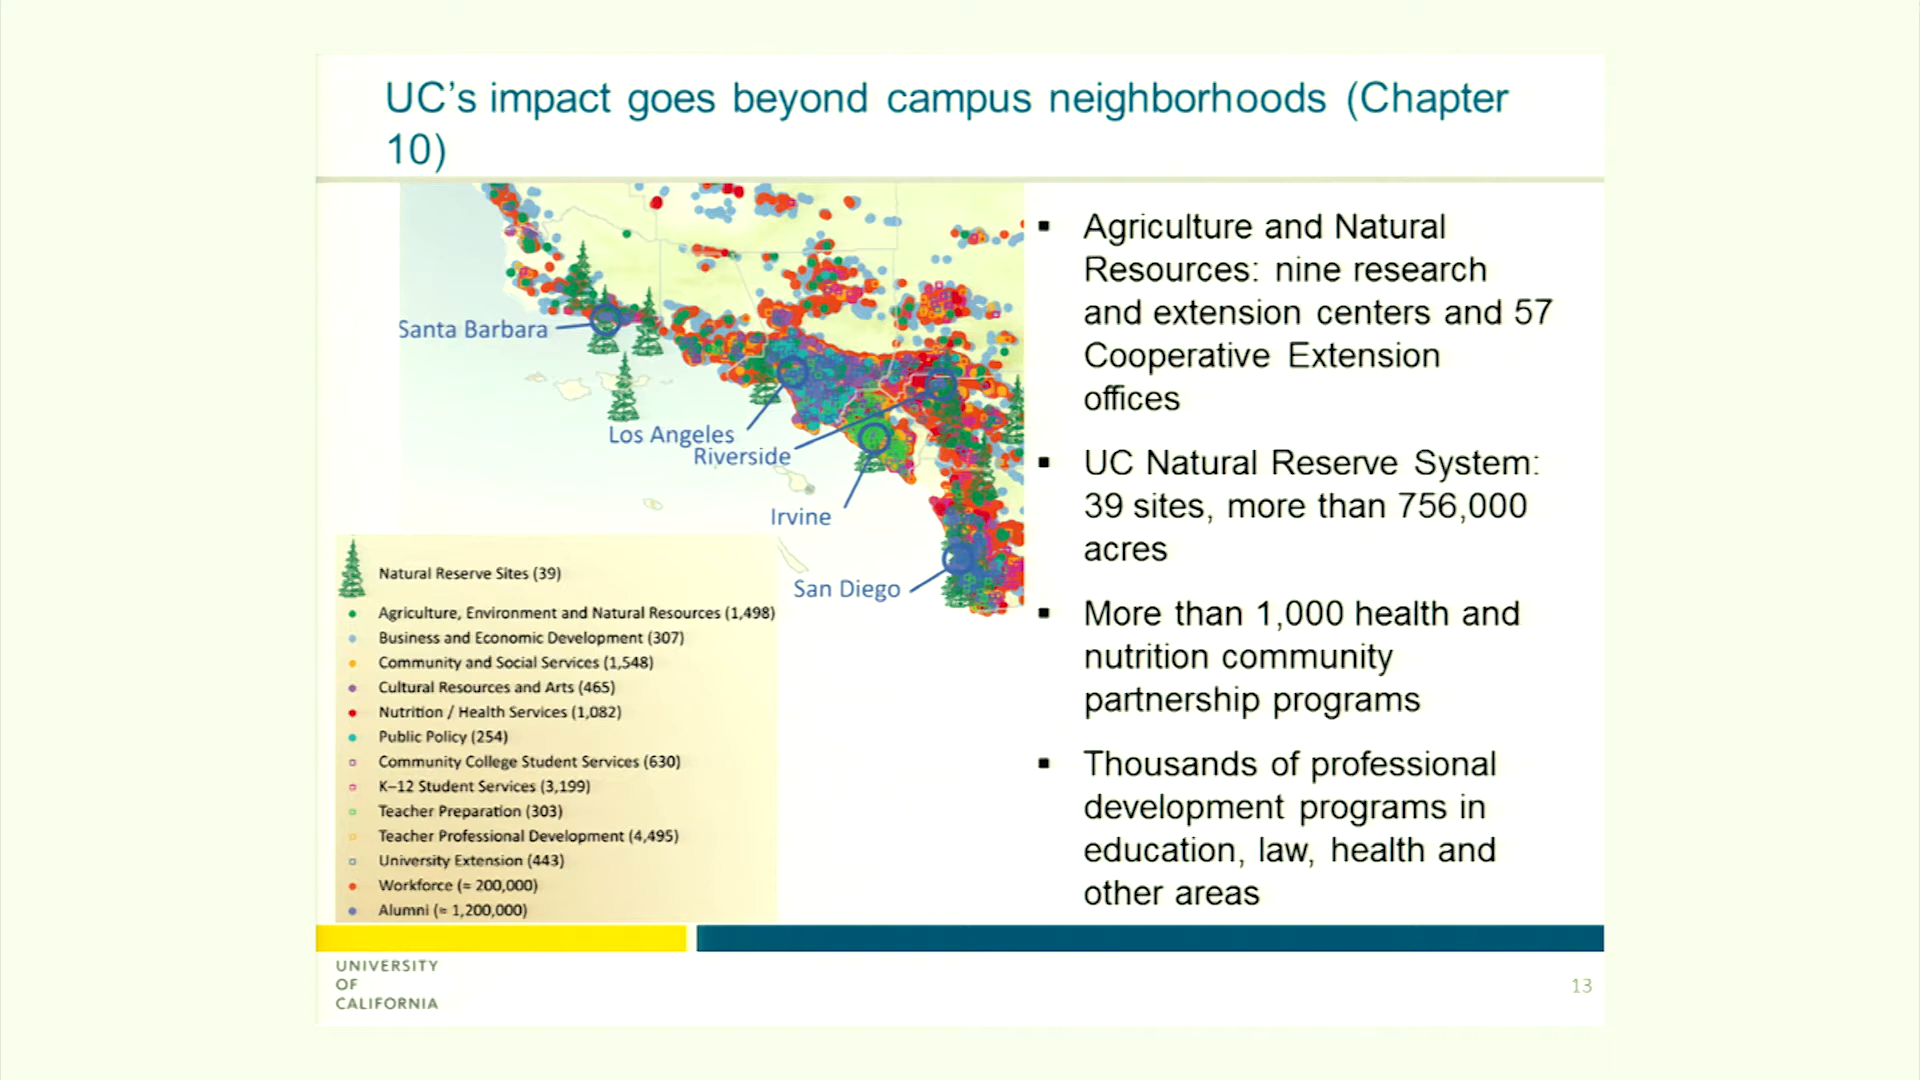 UC’s impact goes beyond campus neighborhoods (Chapter
10)
Santa Barbara
Los Angeles
Riverside
Irvine
San Diego
Natural Reserve Sites (39)
Agriculture, Environment and Natural Resources (1,498)
Business and Economic Development (307)
Community and Social Services (1,548)
Cultural Resources and Arts (465)
Nutrition / Health Services (1,082)
Public Policy (254)
Community College Student Services (630)
K–12 Student Services (3,199)
Teacher Preparation (303)
Teacher Professional Development (4,495)
University Extension (443)
Workforce (≈ 200,000)
Alumni (≈ 1,200,000)
▪ Agriculture and Natural
Resources: nine research
and extension centers and 57
Cooperative Extension
offices
▪ UC Natural Reserve System:
39 sites, more than 756,000
acres
▪ More than 1,000 health and
nutrition community
partnership programs
▪ Thousands of professional
development programs in
education, law, health and
other areas
UNIVERSITY
OF
CALIFORNIA
13